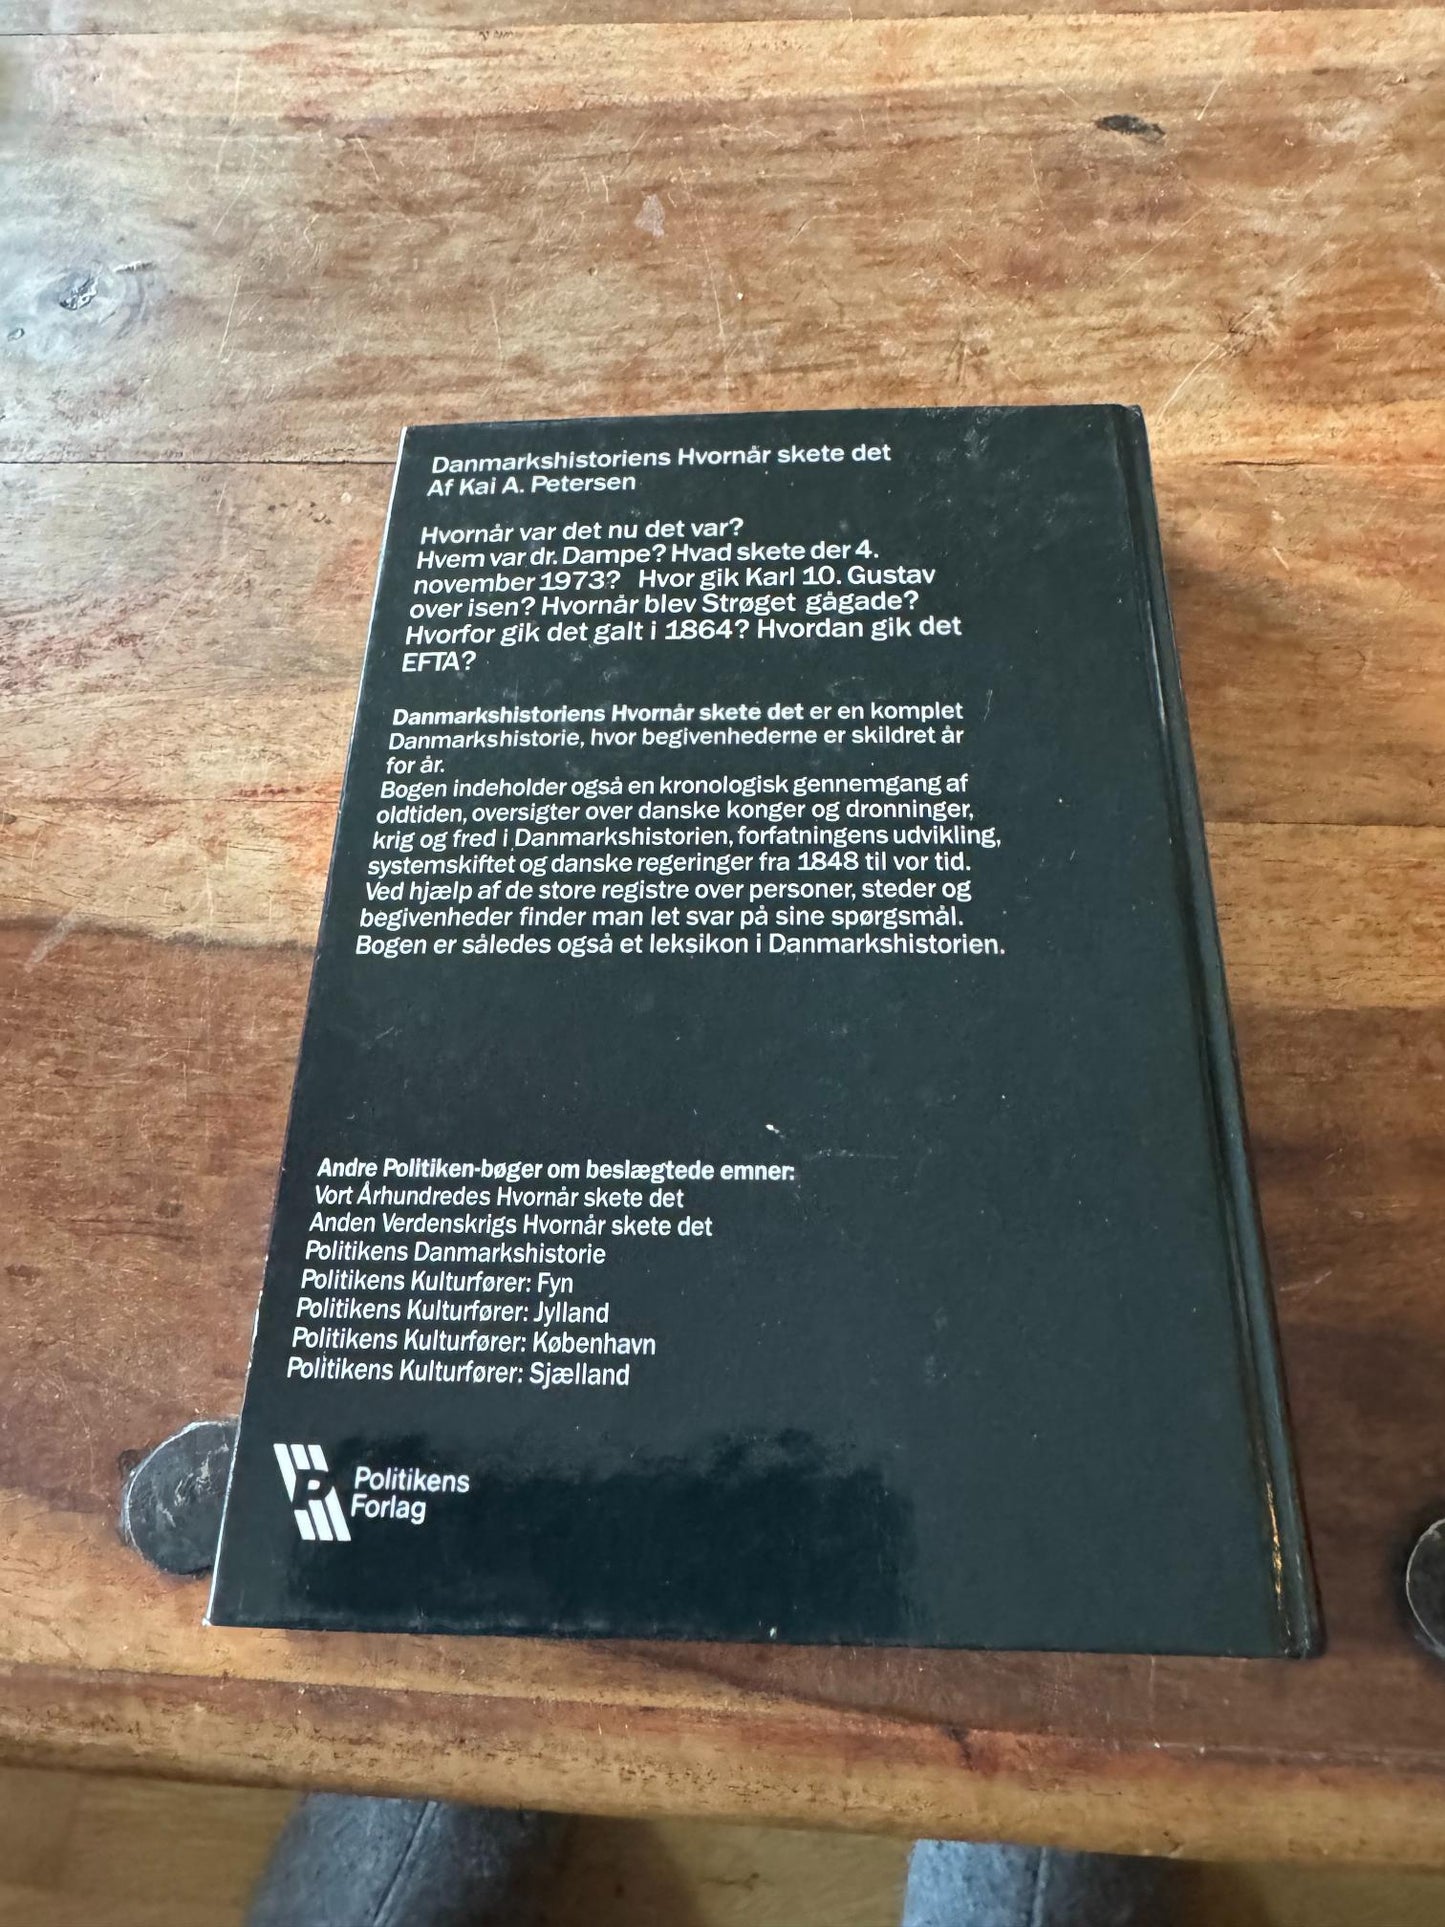 Danmarkshistoriens Hvornår skete det
Af Kai A. Petersen
Hvornår var det nu det var?
Hvem var dr. Dampe? Hvad skete der 4.
november 1973? Hvor gik Karl 10. Gustav
over isen? Hvornår blev Strøget gågade?
Hvorfor gik det galt i 1864? Hvordan gik det
EFTA?
Danmarkshistoriens Hvornår skete det er en komplet
Danmarkshistorie, hvor begivenhederne er skildret år
for år.
Bogen indeholder også en kronologisk gennemgang af
oldtiden, oversigter over danske konger og dronninger,
krig og fred i Danmarkshistorien, forfatningens udvikling,
systemskiftet og danske regeringer fra 1848 til vor tid.
Ved hjælp af de store registre over personer, steder og
begivenheder finder man let svar på sine spørgsmål.
Bogen er således også et leksikon i Danmarkshistorien.
Andre Politiken-bøger om beslægtede emner:
Vort Århundredes Hvornår skete det
Anden Verdenskrigs Hvornår skete det
Politikens Danmarkshistorie
Politikens Kulturfører: Fyn
Politikens Kulturfører: Jylland
Politikens Kulturfører: København
Politikens Kulturfører: Sjælland
P
Politikens
Forlag